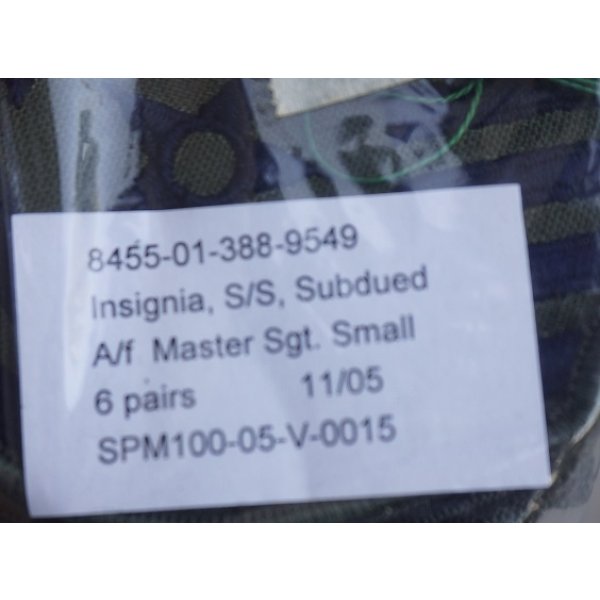 8455-01-388-9549
Insignia, S/S, Subdued
A/f Master Sgt. Small
6 pairs 11/05
SPM100-05-V-0015